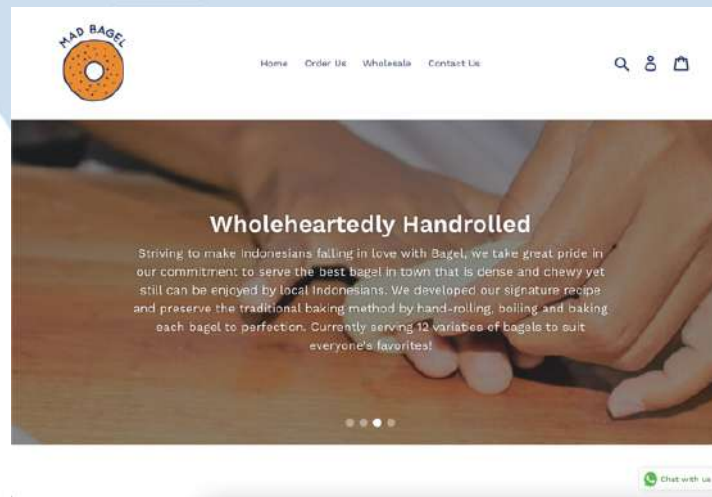 MAD BAGEL
Home Order Us Wholesale Contact Us
Wholeheartedly Handrolled
Striving to make Indonesians falling in love with Bagel, we take great pride in
our commitment to serve the best bagel in town that is dense and chewy yet
still can be enjoyed by local Indonesians. We developed our signature recipe
and preserve the traditional baking method by hand-rolling, boiling and baking
each bagel to perfection. Currently serving 12 varieties of bagels to suit
everyone's favorites!
Chat with us